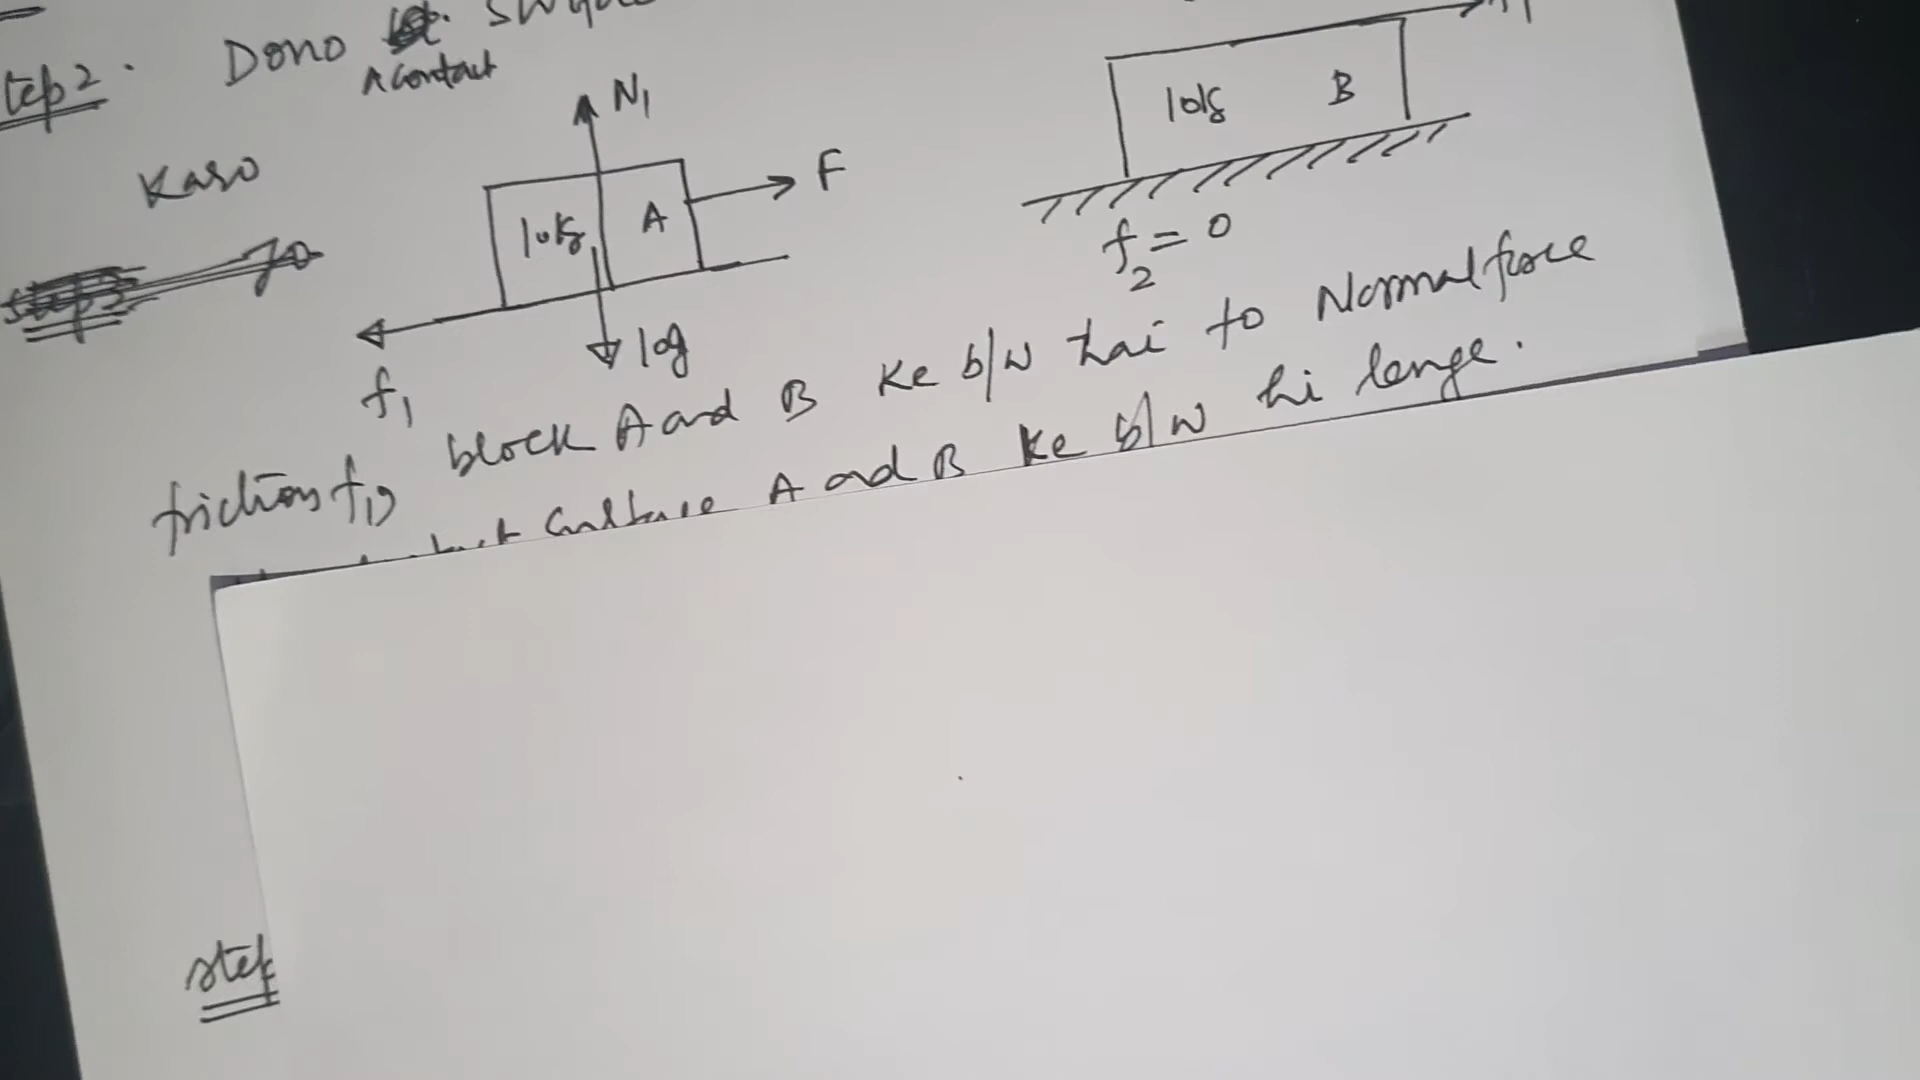 Step 2. Dono
contact
Karo
N1
F
10kg A
10g
f1
10kg B
f2 = 0
friction f1, block A and B ke b/w hai to Normal force
A and B ke b/w hi lenge.
step